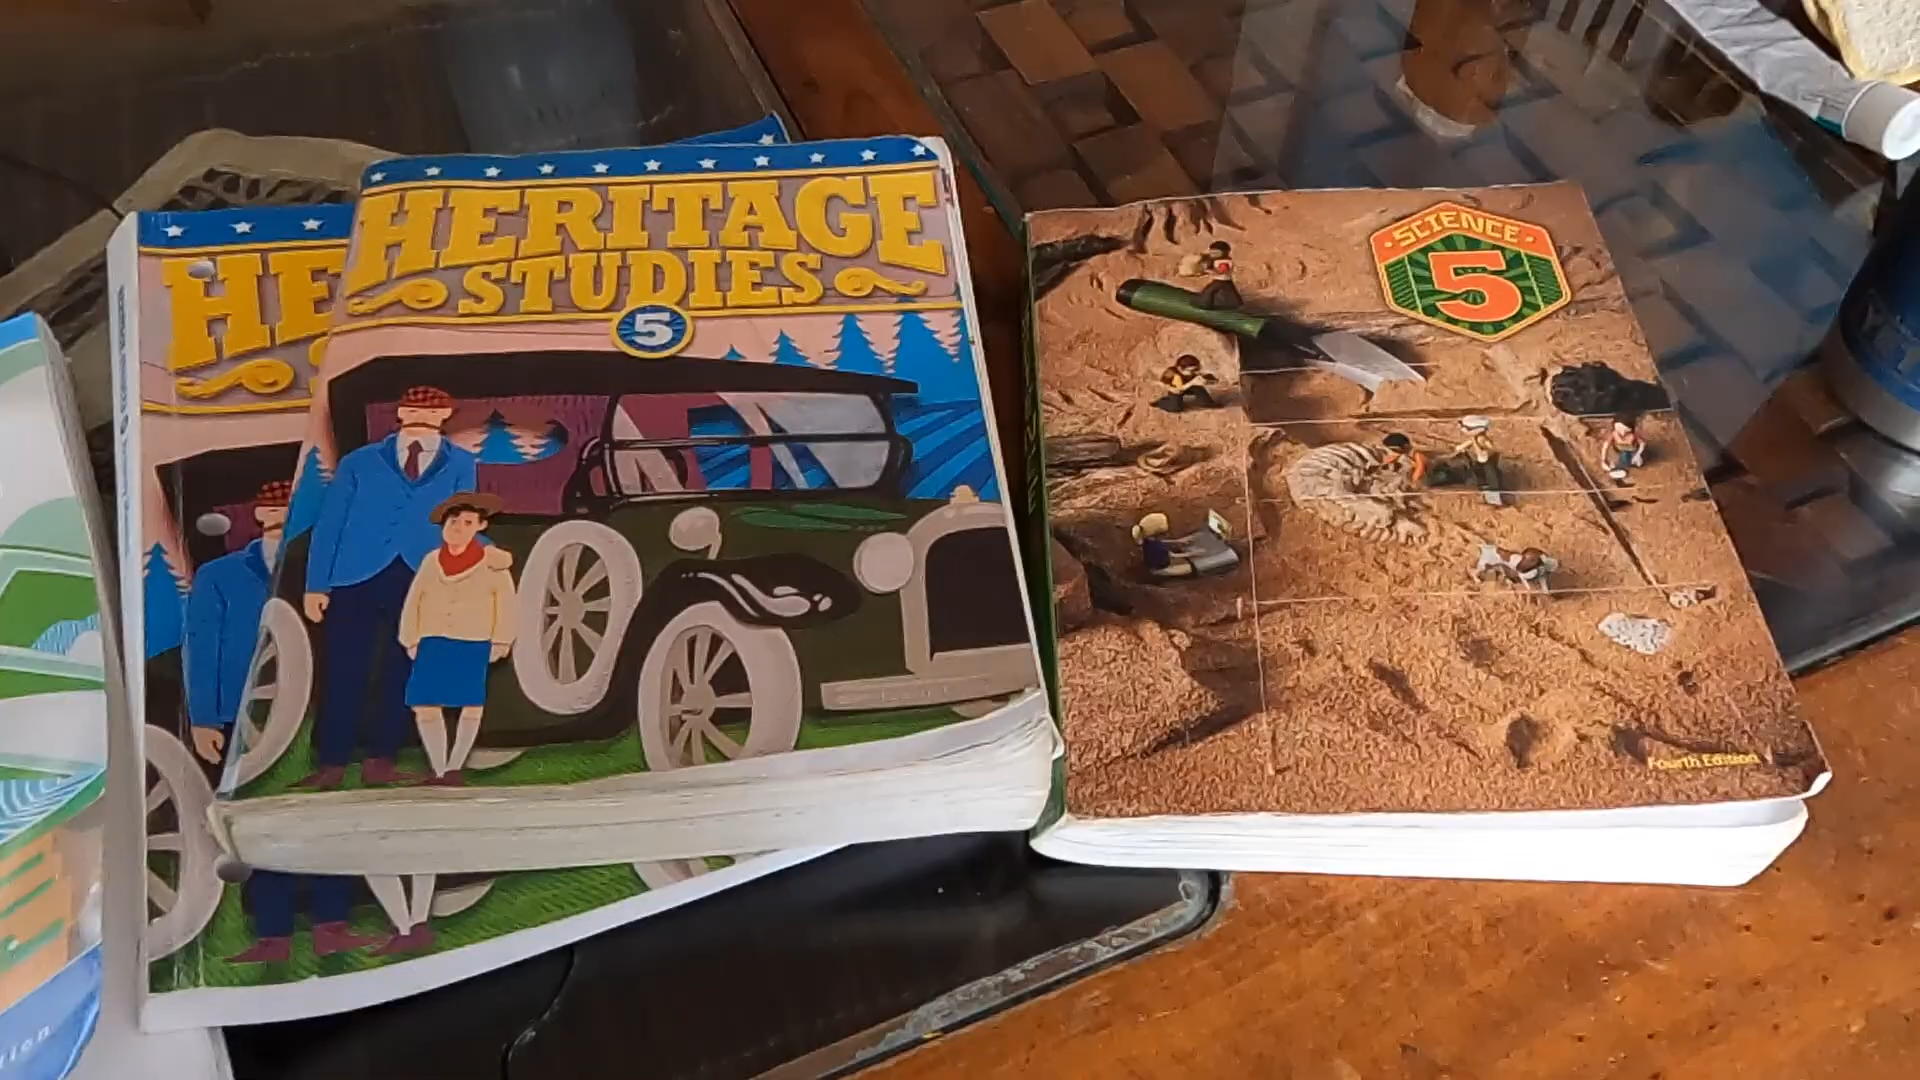 HERITAGE
STUDIES
5
HE
SCIENCE
5
Fourth Edition